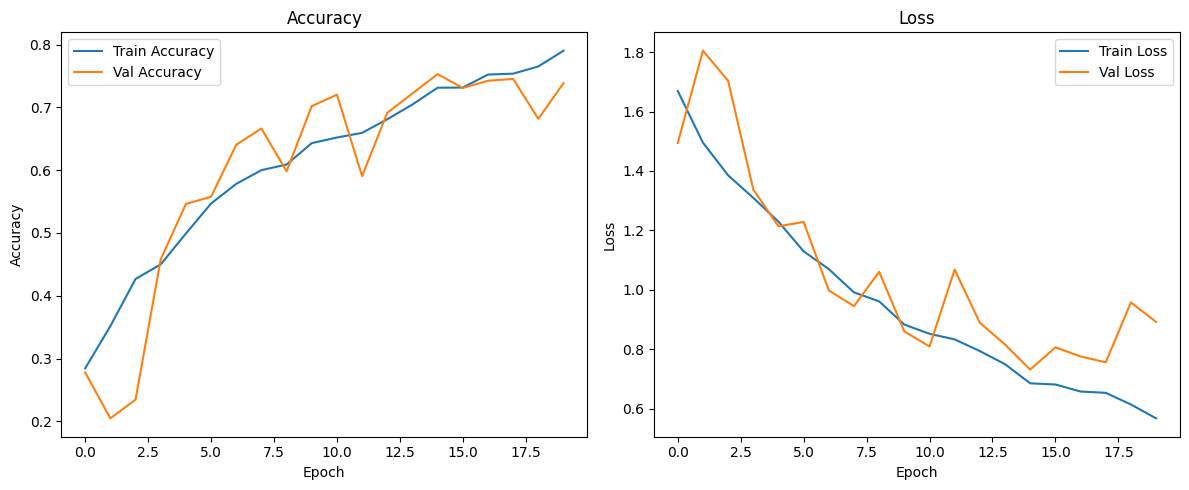 Accuracy
Train Accuracy
Val Accuracy
Accuracy
0.8
0.7
0.6
0.5
0.4
0.3
0.2
0.0 2.5 5.0 7.5 10.0 12.5 15.0 17.5
Epoch
Loss
Train Loss
Val Loss
Loss
1.8
1.6
1.4
1.2
1.0
0.8
0.6
0.0 2.5 5.0 7.5 10.0 12.5 15.0 17.5
Epoch